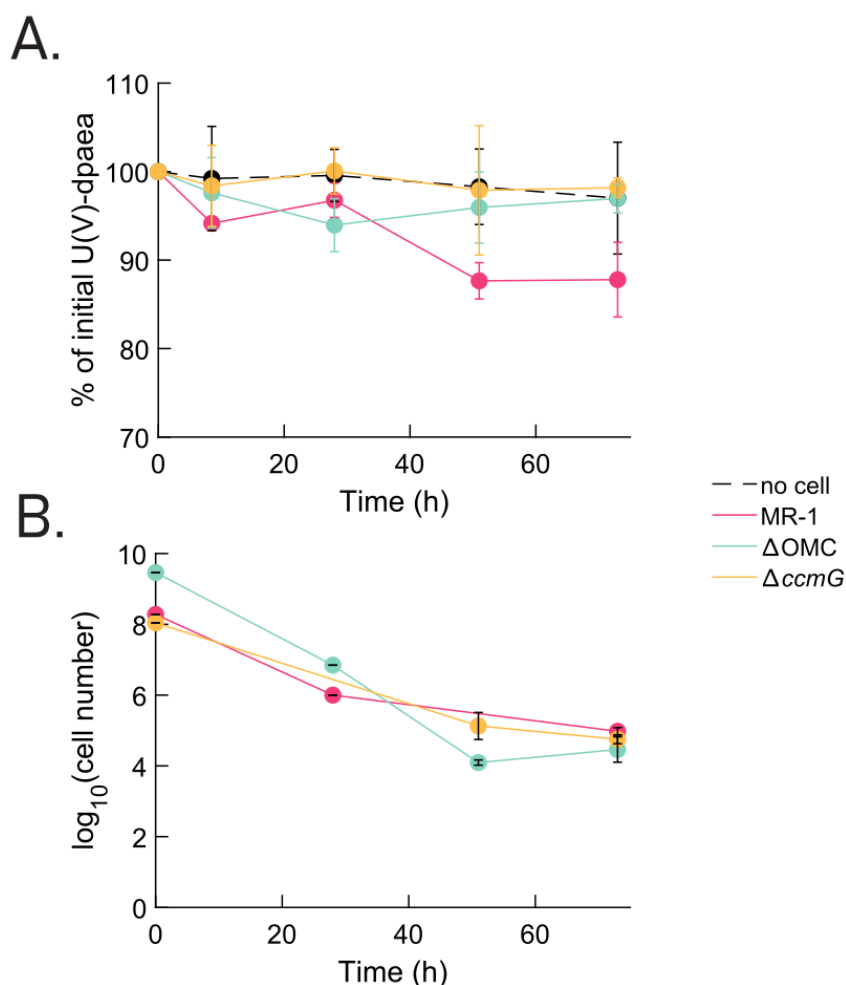 A.
110
100
90
80
70
% of initial U(V)-dpaea
0 20 40 60
Time (h)
no cell
MR-1
ΔOMC
ΔccmG
B.
10
8
6
4
2
0
log10(cell number)
0 20 40 60
Time (h)